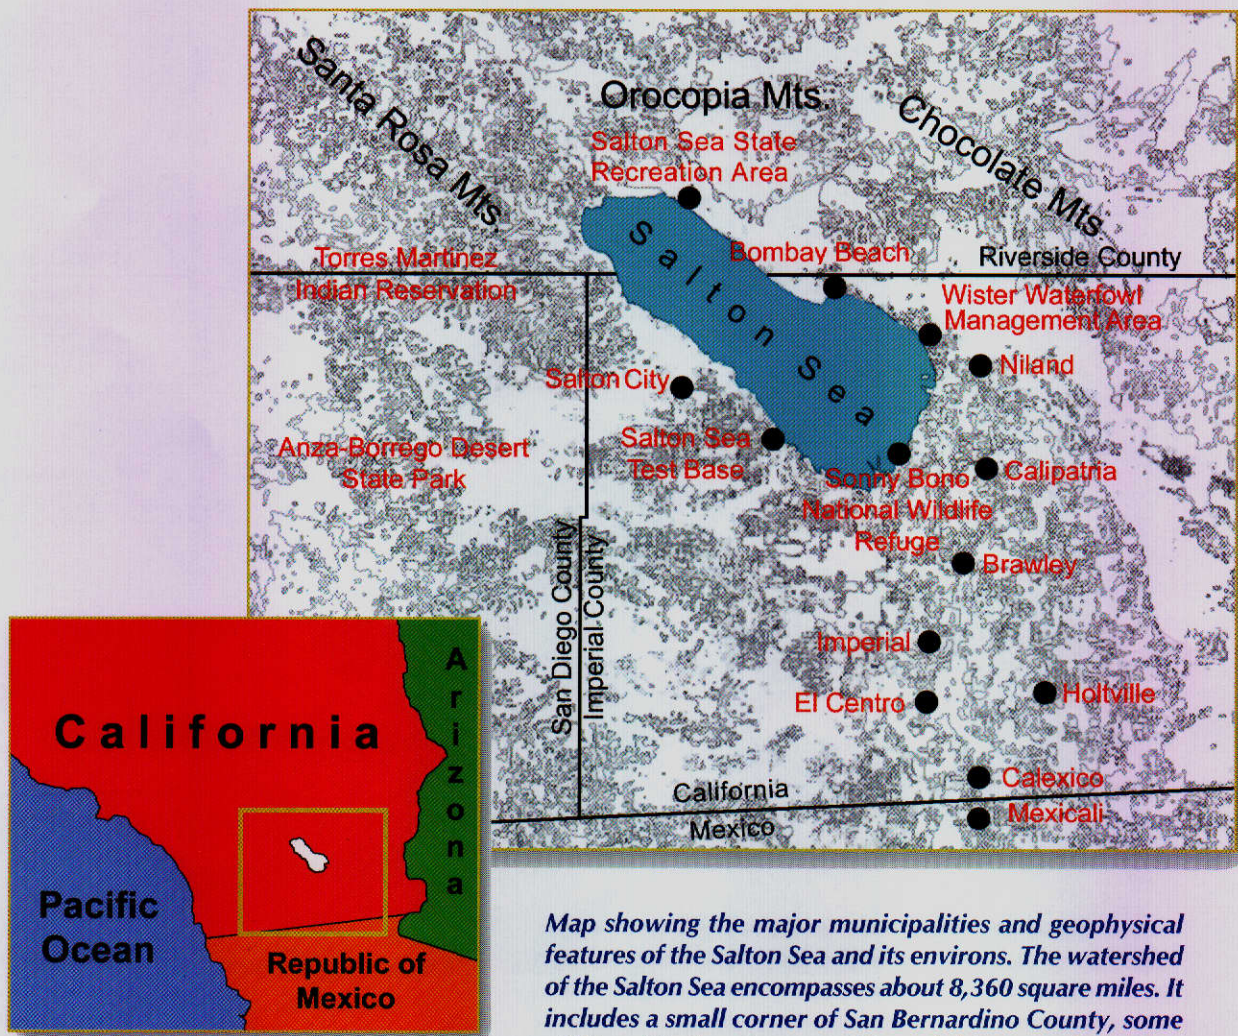 Santa Rosa Mts.
Orocopia Mts.
Chocolate Mts.
Salton Sea State
Recreation Area
Salton Sea
Bombay Beach
Riverside County
Torres Martinez
Indian Reservation
Wister Waterfowl
Management Area
Niland
Salton City
Salton Sea
Test Base
Anza-Borrego Desert
State Park
Sonny Bono
National Wildlife
Refuge
Calipatria
Brawley
San Diego County
Imperial County
Imperial
El Centro
Holtville
Calexico
California
Mexico
Mexicali
California
Arizona
Pacific
Ocean
Republic of
Mexico
Map showing the major municipalities and geophysical
features of the Salton Sea and its environs. The watershed
of the Salton Sea encompasses about 8,360 square miles. It
includes a small corner of San Bernardino County, some